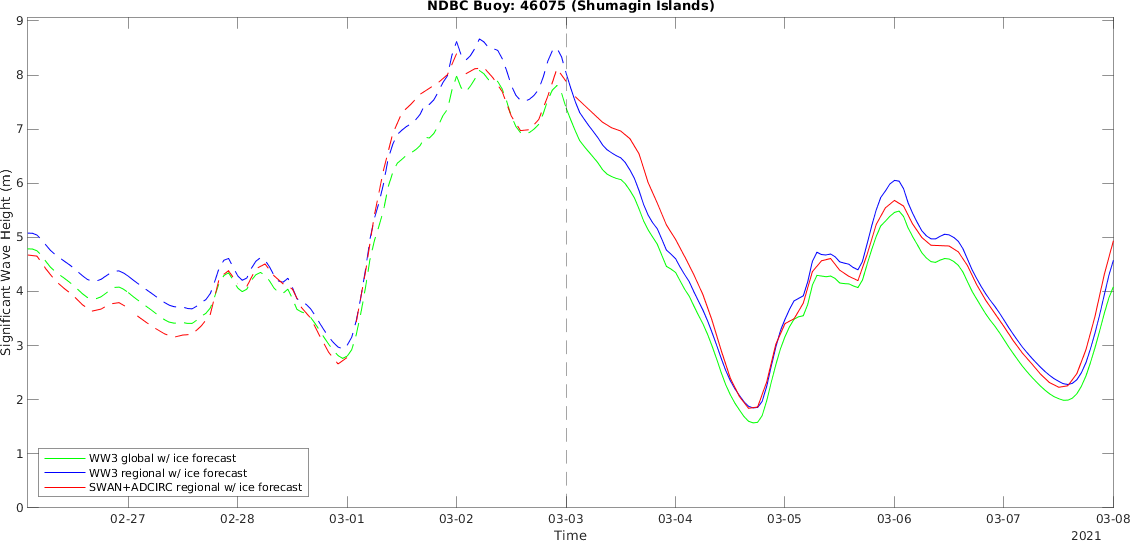 NDBC Buoy: 46075 (Shumagin Islands)
9
8
7
6
5
4
3
2
1
0
Significant Wave Height (m)
WW3 global w/ ice forecast
WW3 regional w/ ice forecast
SWAN+ADCIRC regional w/ ice forecast
02-27 02-28 03-01 03-02 03-03 03-04 03-05 03-06 03-07 03-08
Time
2021